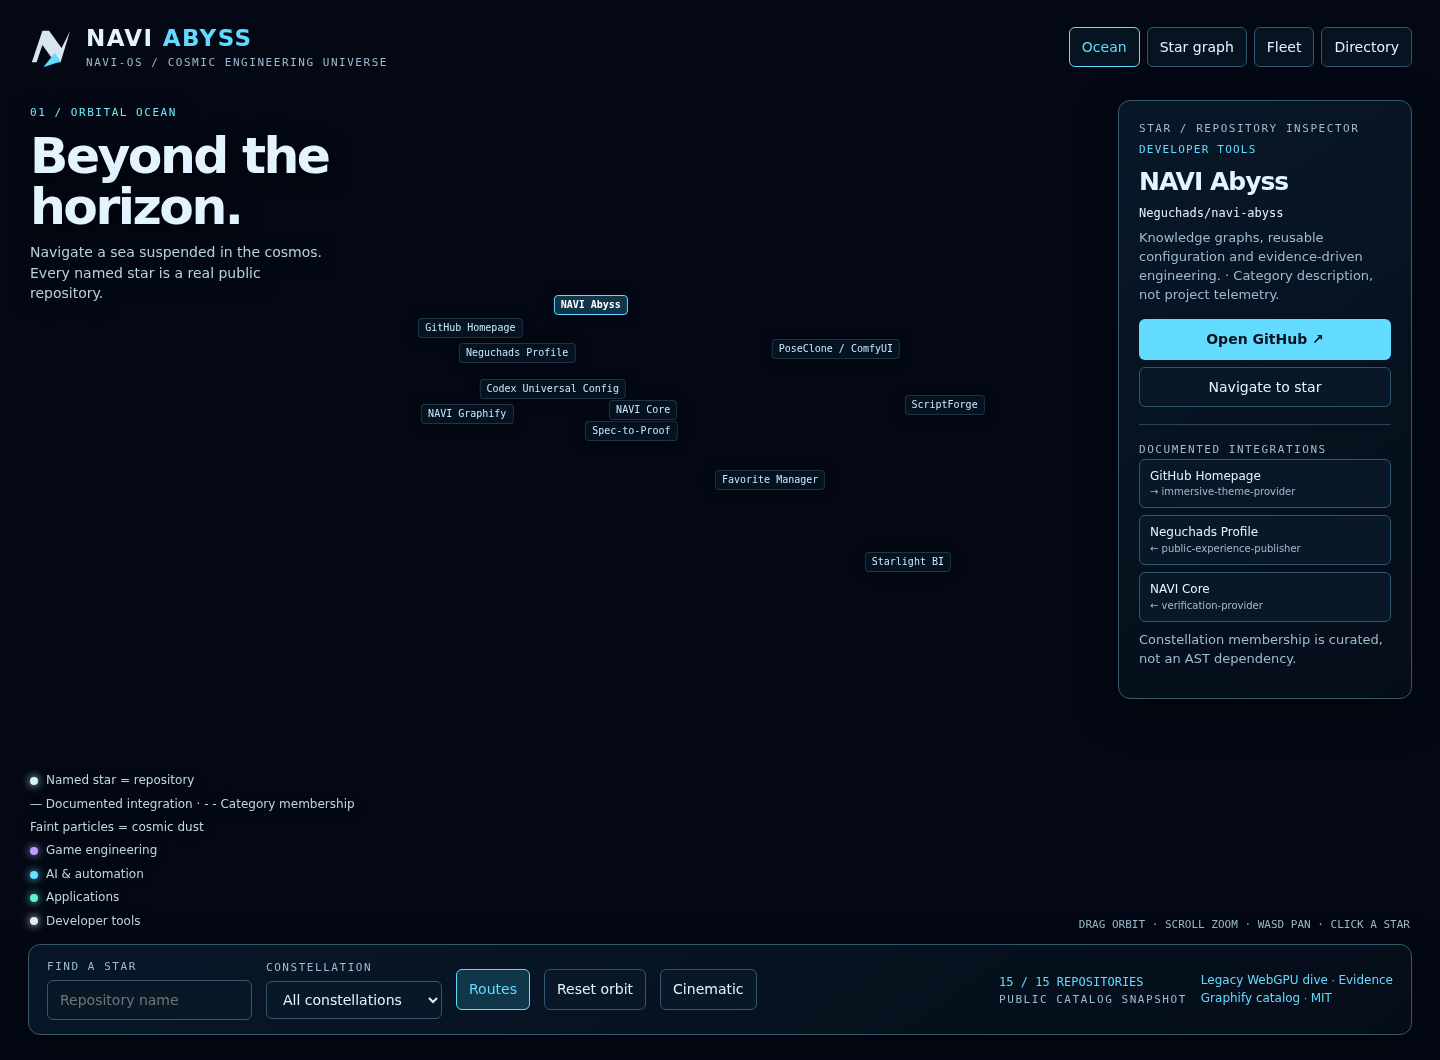 NAVI ABYSS
NAVI-OS / COSMIC ENGINEERING UNIVERSE
Ocean
Star graph
Fleet
Directory
01 / ORBITAL OCEAN
Beyond the
horizon.
Navigate a sea suspended in the cosmos.
Every named star is a real public
repository.
NAVI Abyss
GitHub Homepage
Neguchads Profile
PoseClone / ComfyUI
Codex Universal Config
NAVI Core
NAVI Graphify
ScriptForge
Spec-to-Proof
Favorite Manager
Starlight BI
STAR / REPOSITORY INSPECTOR
DEVELOPER TOOLS
NAVI Abyss
Neguchads/navi-abyss
Knowledge graphs, reusable
configuration and evidence-driven
engineering. · Category description,
not project telemetry.
Open GitHub ↗
Navigate to star
DOCUMENTED INTEGRATIONS
GitHub Homepage
→ immersive-theme-provider
Neguchads Profile
← public-experience-publisher
NAVI Core
← verification-provider
Constellation membership is curated,
not an AST dependency.
Named star = repository
— Documented integration · - - Category membership
Faint particles = cosmic dust
Game engineering
AI & automation
Applications
Developer tools
DRAG ORBIT · SCROLL ZOOM · WASD PAN · CLICK A STAR
FIND A STAR
Repository name
CONSTELLATION
All constellations
Routes
Reset orbit
Cinematic
15 / 15 REPOSITORIES
PUBLIC CATALOG SNAPSHOT
Legacy WebGPU dive · Evidence
Graphify catalog · MIT